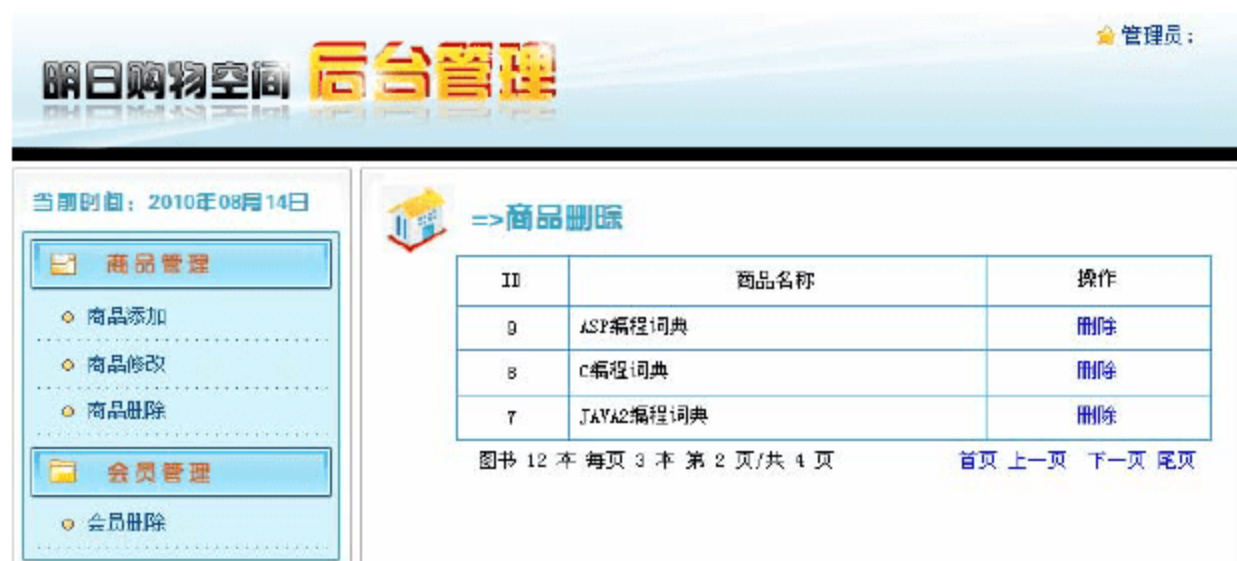 明日购物空间 后台管理
管理员:
当前时间:2010年08月14日
商品管理
商品添加
商品修改
商品删除
会员管理
会员删除
=>商品删除
ID 商品名称 操作
9 ASP编程词典 删除
8 C编程词典 删除
7 JAVA2编程词典 删除
图书 12 本 每页 3 本 第 2 页/共 4 页 首页 上一页 下一页 尾页